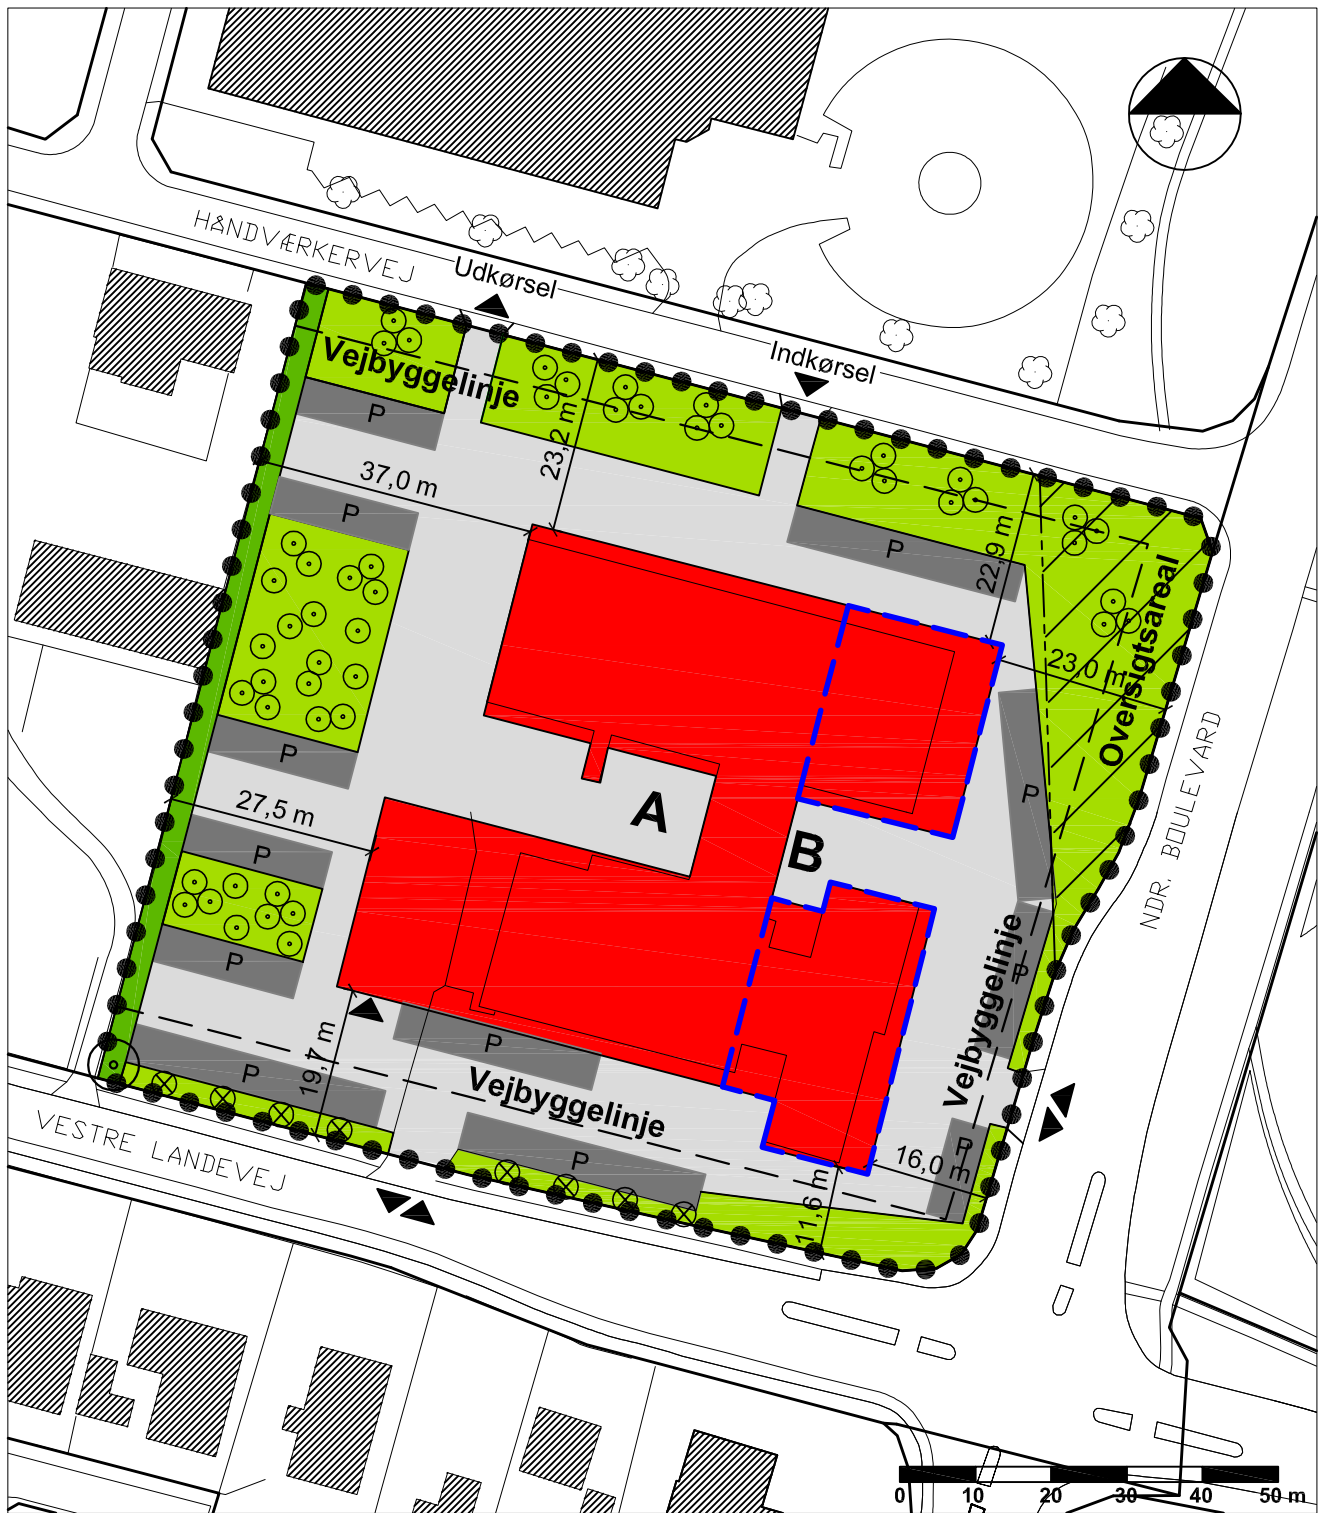 HÅNDVÆRKERVEJ
Udkørsel
Indkørsel
Vejbyggelinje
P
23,2 m
37,0 m
P
P
22,9 m
Oversigtsareal
23,0 m
P
27,5 m
P
A
B
P
NDR. BOULEVARD
P
P
Vejbyggelinje
P
P
19,7 m
Vejbyggelinje
P
P
16,0 m
11,6 m
VESTRE LANDEVEJ
0 10 20 30 40 50 m